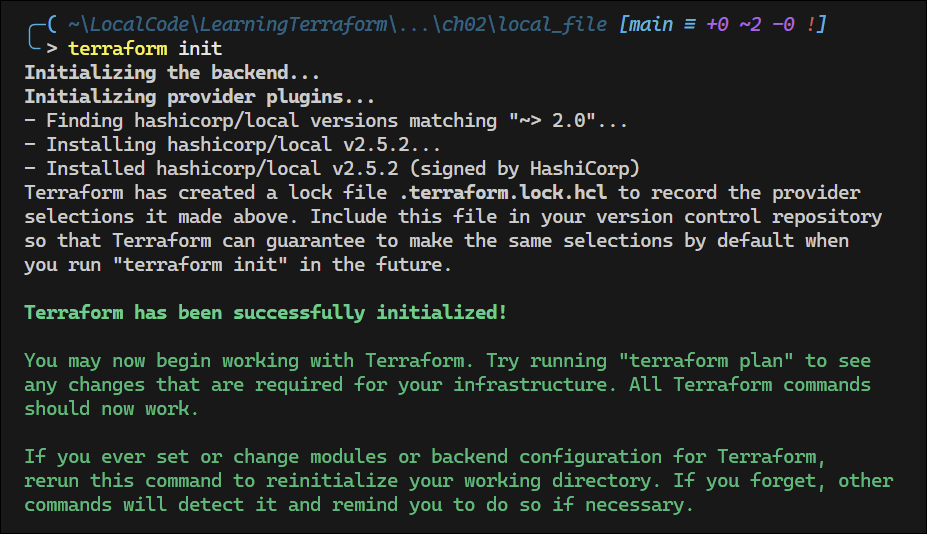 ( ~\LocalCode\LearningTerraform\...\ch02\local_file [main ≡ +0 ~2 -0 !]
> terraform init
Initializing the backend...
Initializing provider plugins...
- Finding hashicorp/local versions matching "~> 2.0"...
- Installing hashicorp/local v2.5.2...
- Installed hashicorp/local v2.5.2 (signed by HashiCorp)
Terraform has created a lock file .terraform.lock.hcl to record the provider
selections it made above. Include this file in your version control repository
so that Terraform can guarantee to make the same selections by default when
you run "terraform init" in the future.
Terraform has been successfully initialized!
You may now begin working with Terraform. Try running "terraform plan" to see
any changes that are required for your infrastructure. All Terraform commands
should now work.
If you ever set or change modules or backend configuration for Terraform,
rerun this command to reinitialize your working directory. If you forget, other
commands will detect it and remind you to do so if necessary.